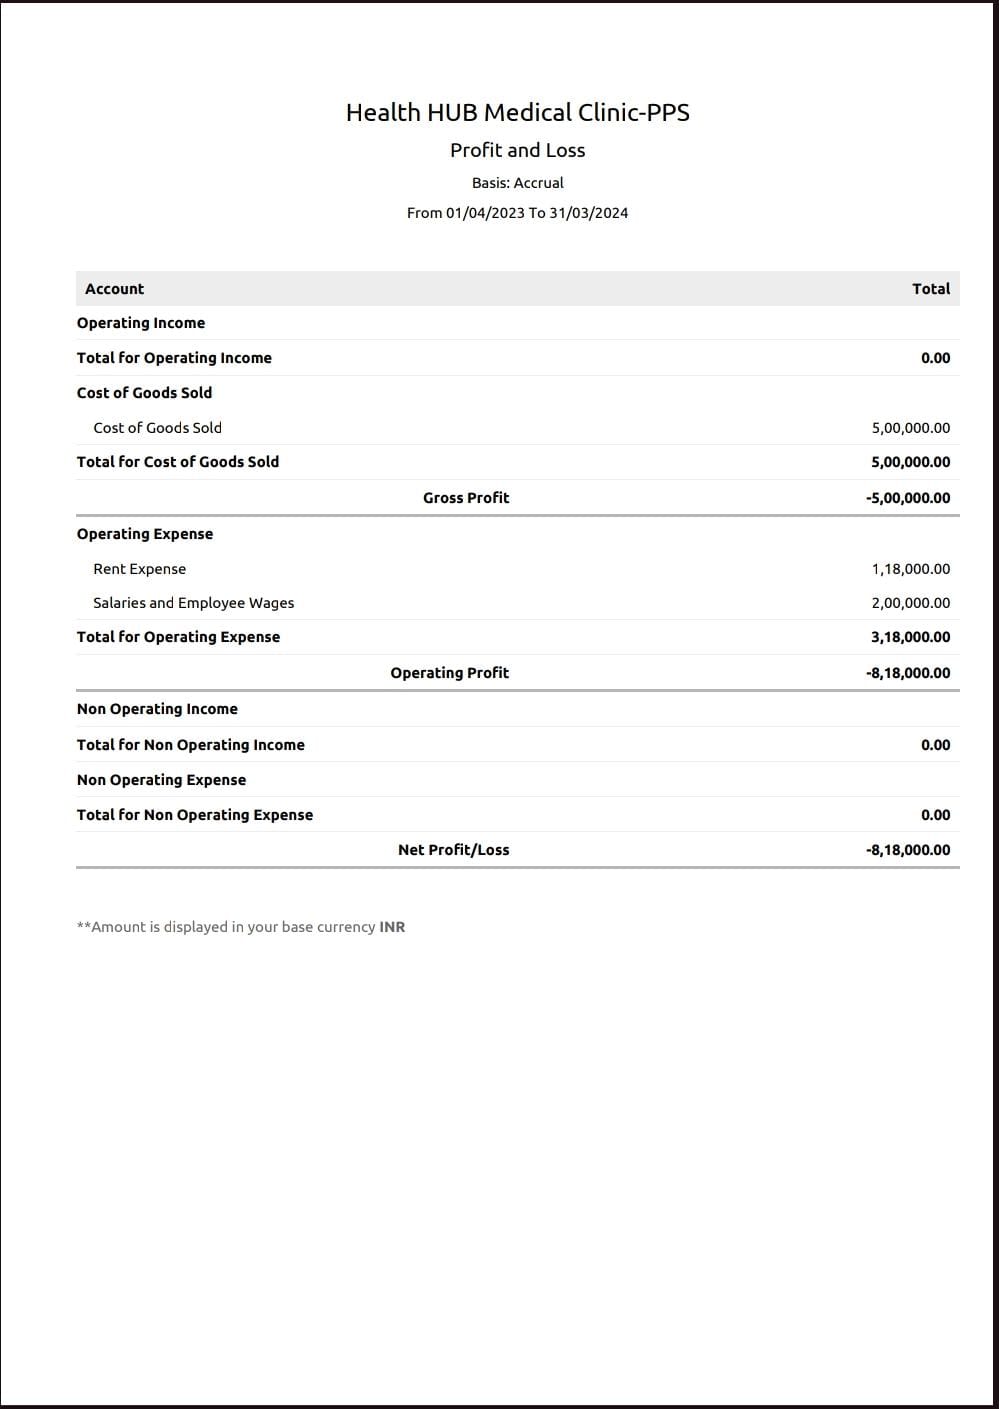 Health HUB Medical Clinic-PPS
Profit and Loss
Basis: Accrual
From 01/04/2023 To 31/03/2024
Account Total
Operating Income
Total for Operating Income 0.00
Cost of Goods Sold
Cost of Goods Sold 5,00,000.00
Total for Cost of Goods Sold 5,00,000.00
Gross Profit -5,00,000.00
Operating Expense
Rent Expense 1,18,000.00
Salaries and Employee Wages 2,00,000.00
Total for Operating Expense 3,18,000.00
Operating Profit -8,18,000.00
Non Operating Income
Total for Non Operating Income 0.00
Non Operating Expense
Total for Non Operating Expense 0.00
Net Profit/Loss -8,18,000.00
**Amount is displayed in your base currency INR